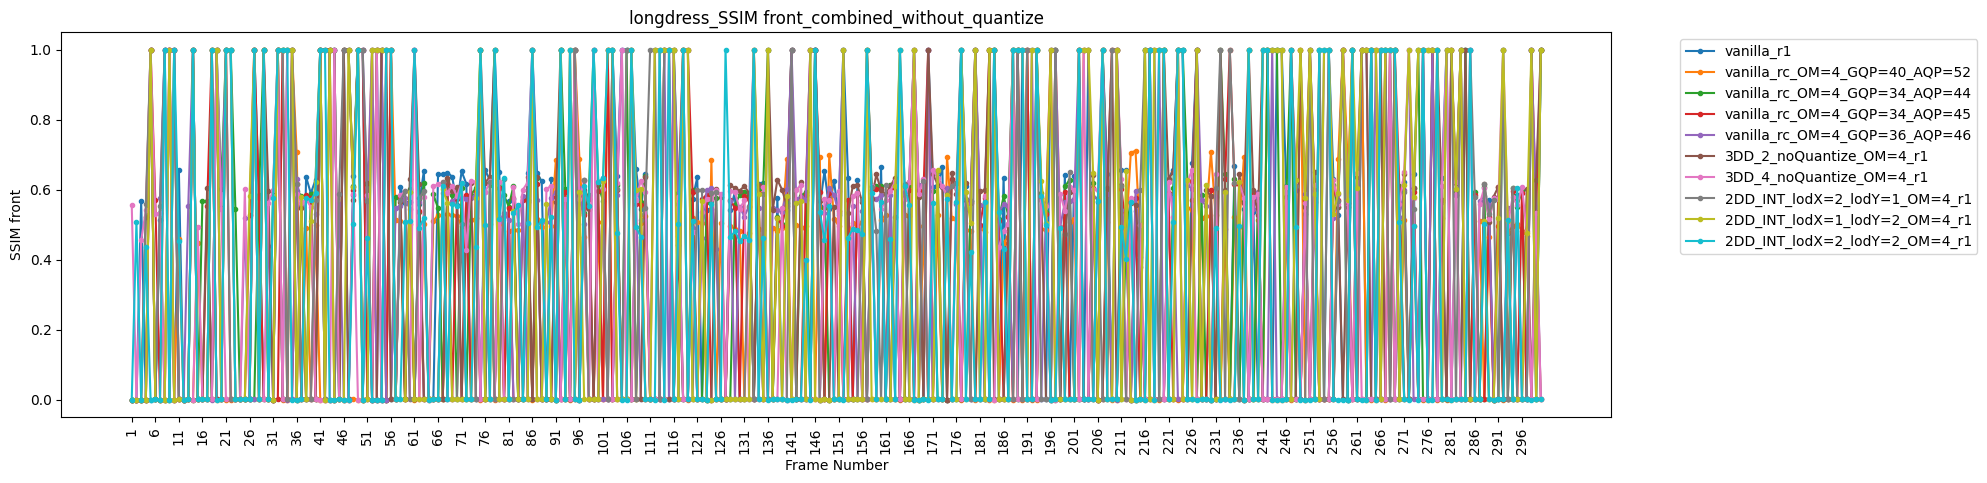 longdress_SSIM front_combined_without_quantize
SSIM front
1.0
0.8
0.6
0.4
0.2
0.0
1 6 11 16 21 26 31 36 41 46 51 56 61 66 71 76 81 86 91 96 101 106 111 116 121 126 131 136 141 146 151 156 161 166 171 176 181 186 191 196 201 206 211 216 221 226 231 236 241 246 251 256 261 266 271 276 281 286 291 296
Frame Number
vanilla_r1
vanilla_rc_OM=4_GQP=40_AQP=52
vanilla_rc_OM=4_GQP=34_AQP=44
vanilla_rc_OM=4_GQP=34_AQP=45
vanilla_rc_OM=4_GQP=36_AQP=46
3DD_2_noQuantize_OM=4_r1
3DD_4_noQuantize_OM=4_r1
2DD_INT_lodX=2_lodY=1_OM=4_r1
2DD_INT_lodX=1_lodY=2_OM=4_r1
2DD_INT_lodX=2_lodY=2_OM=4_r1